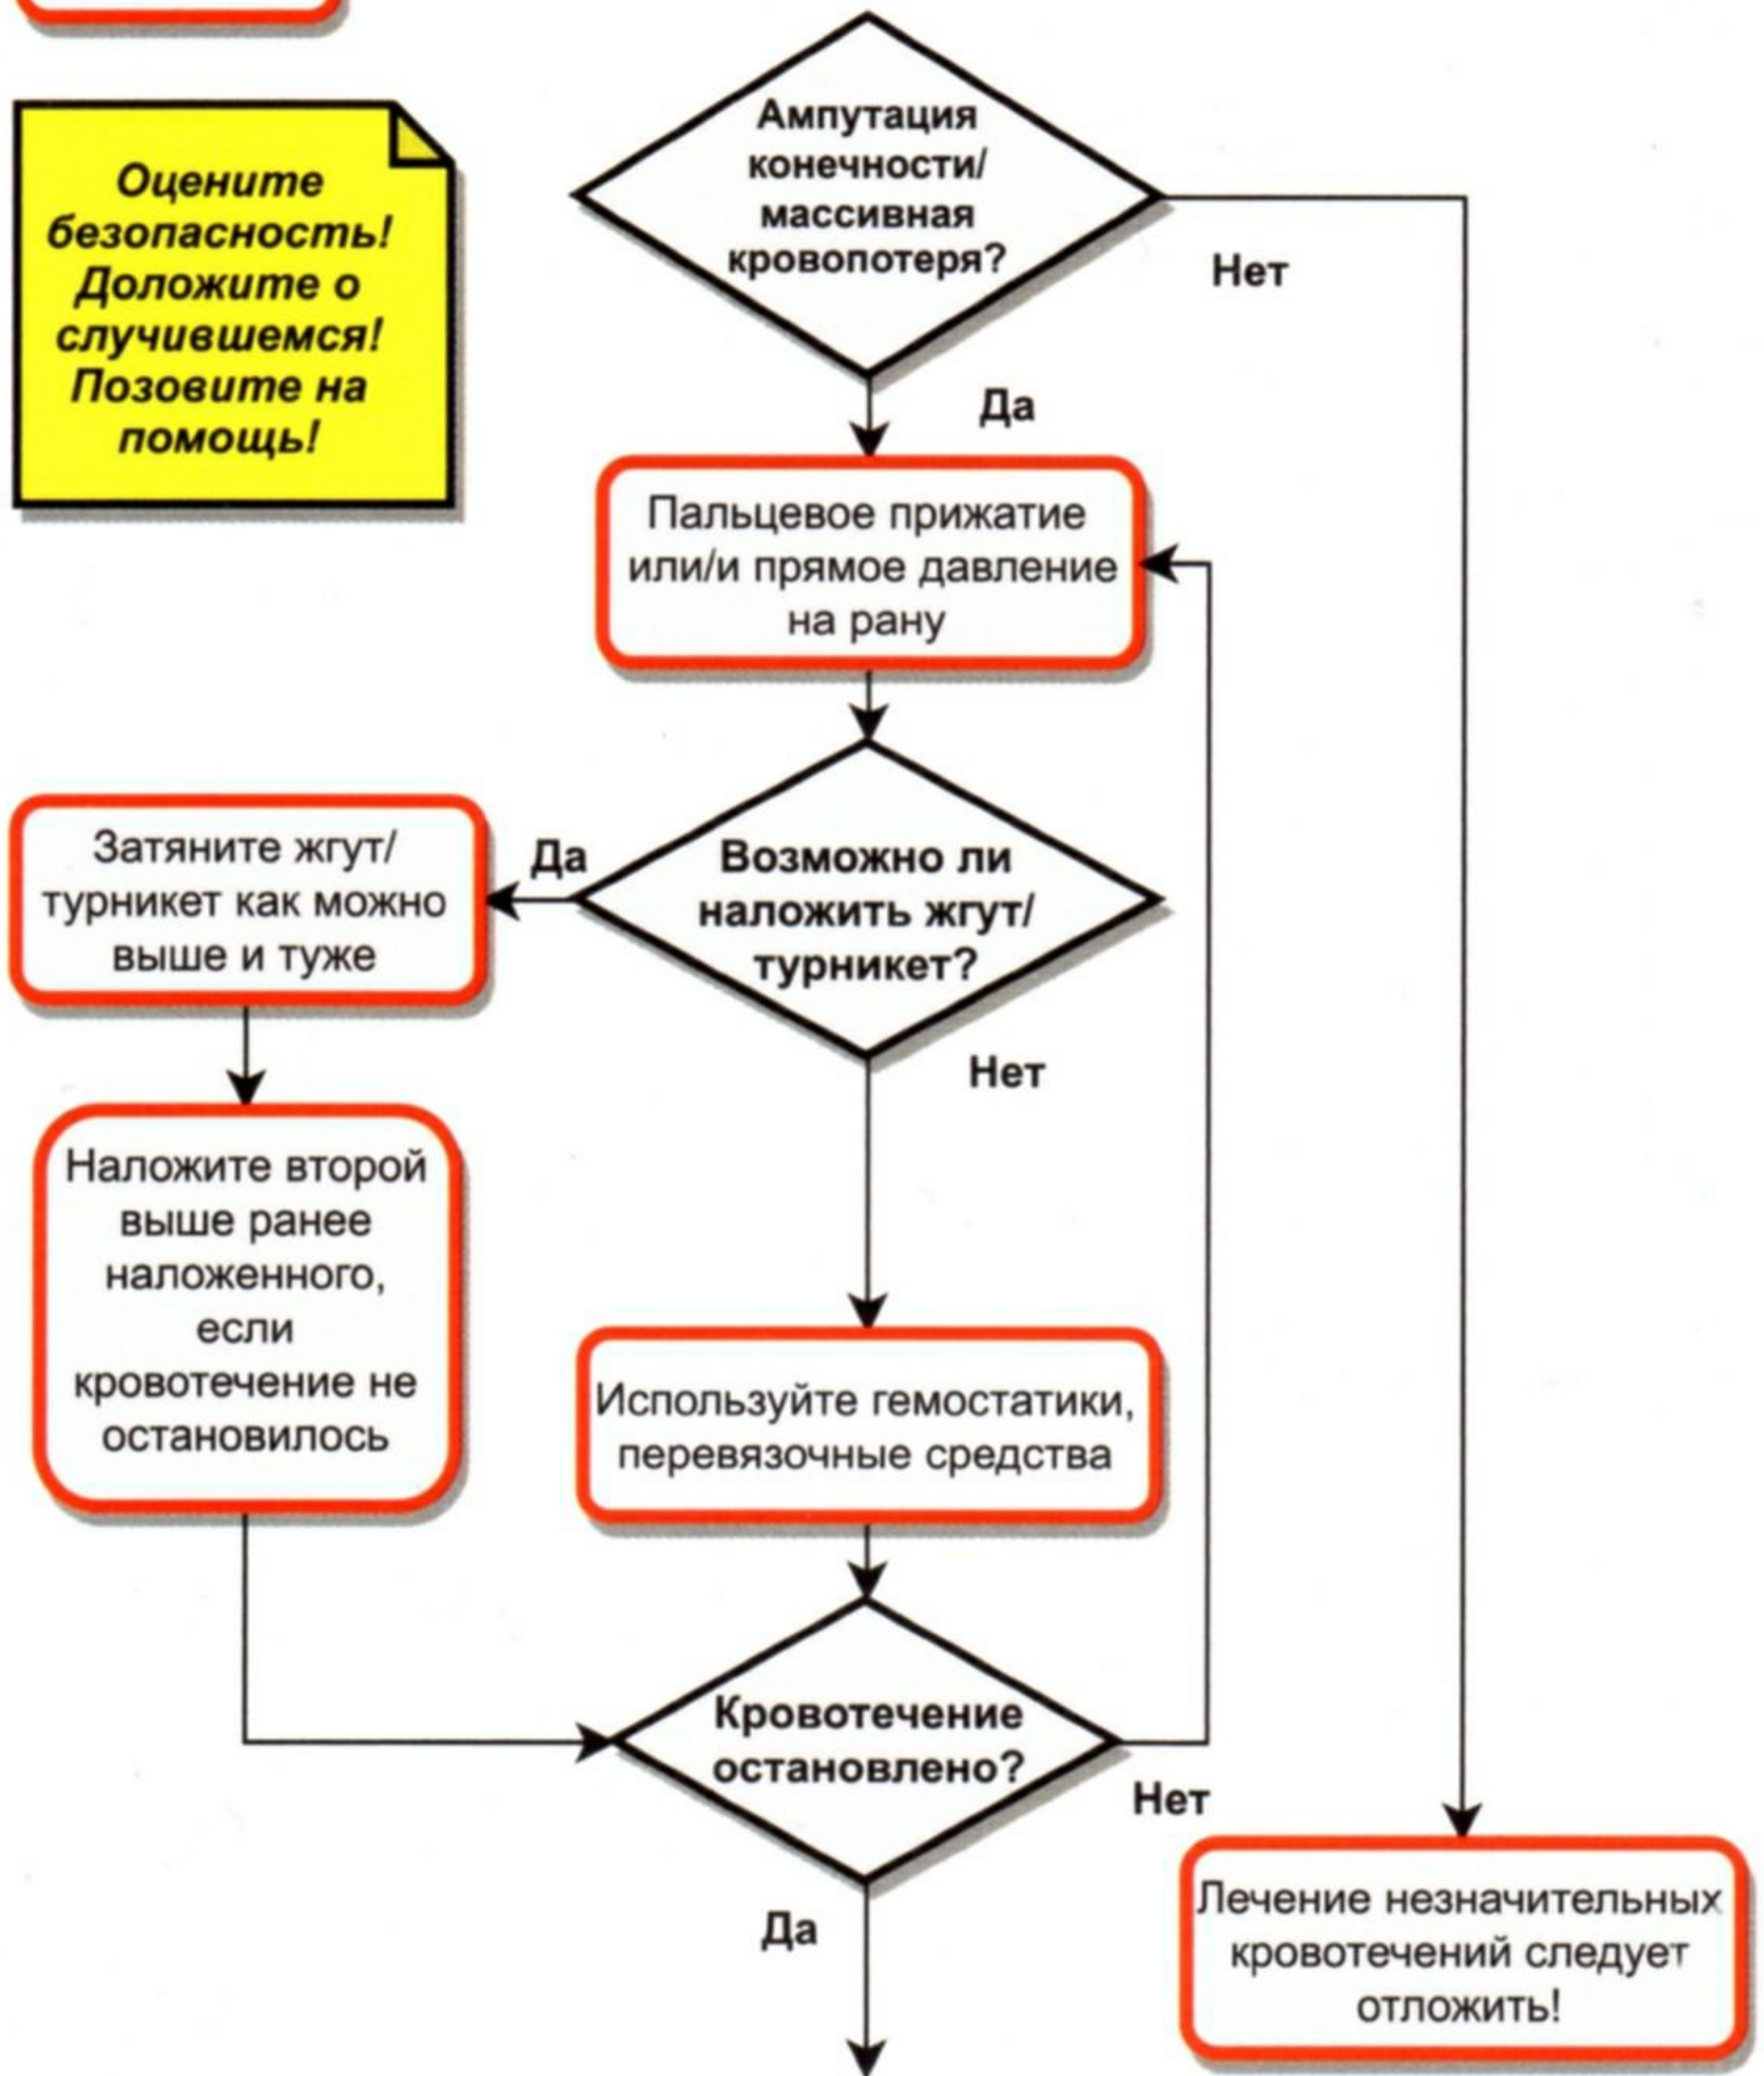 Оцените
безопасность!
Доложите о
случившемся!
Позовите на
помощь!
Ампутация
конечности/
массивная
кровопотеря?
Нет
Да
Пальцевое прижатие
или/и прямое давление
на рану
Затяните жгут/
турникет как можно
выше и туже
Да
Возможно ли
наложить жгут/
турникет?
Нет
Наложите второй
выше ранее
наложенного,
если
кровотечение не
остановилось
Используйте гемостатики,
перевязочные средства
Кровотечение
остановлено?
Нет
Да
Лечение незначительных
кровотечений следует
отложить!